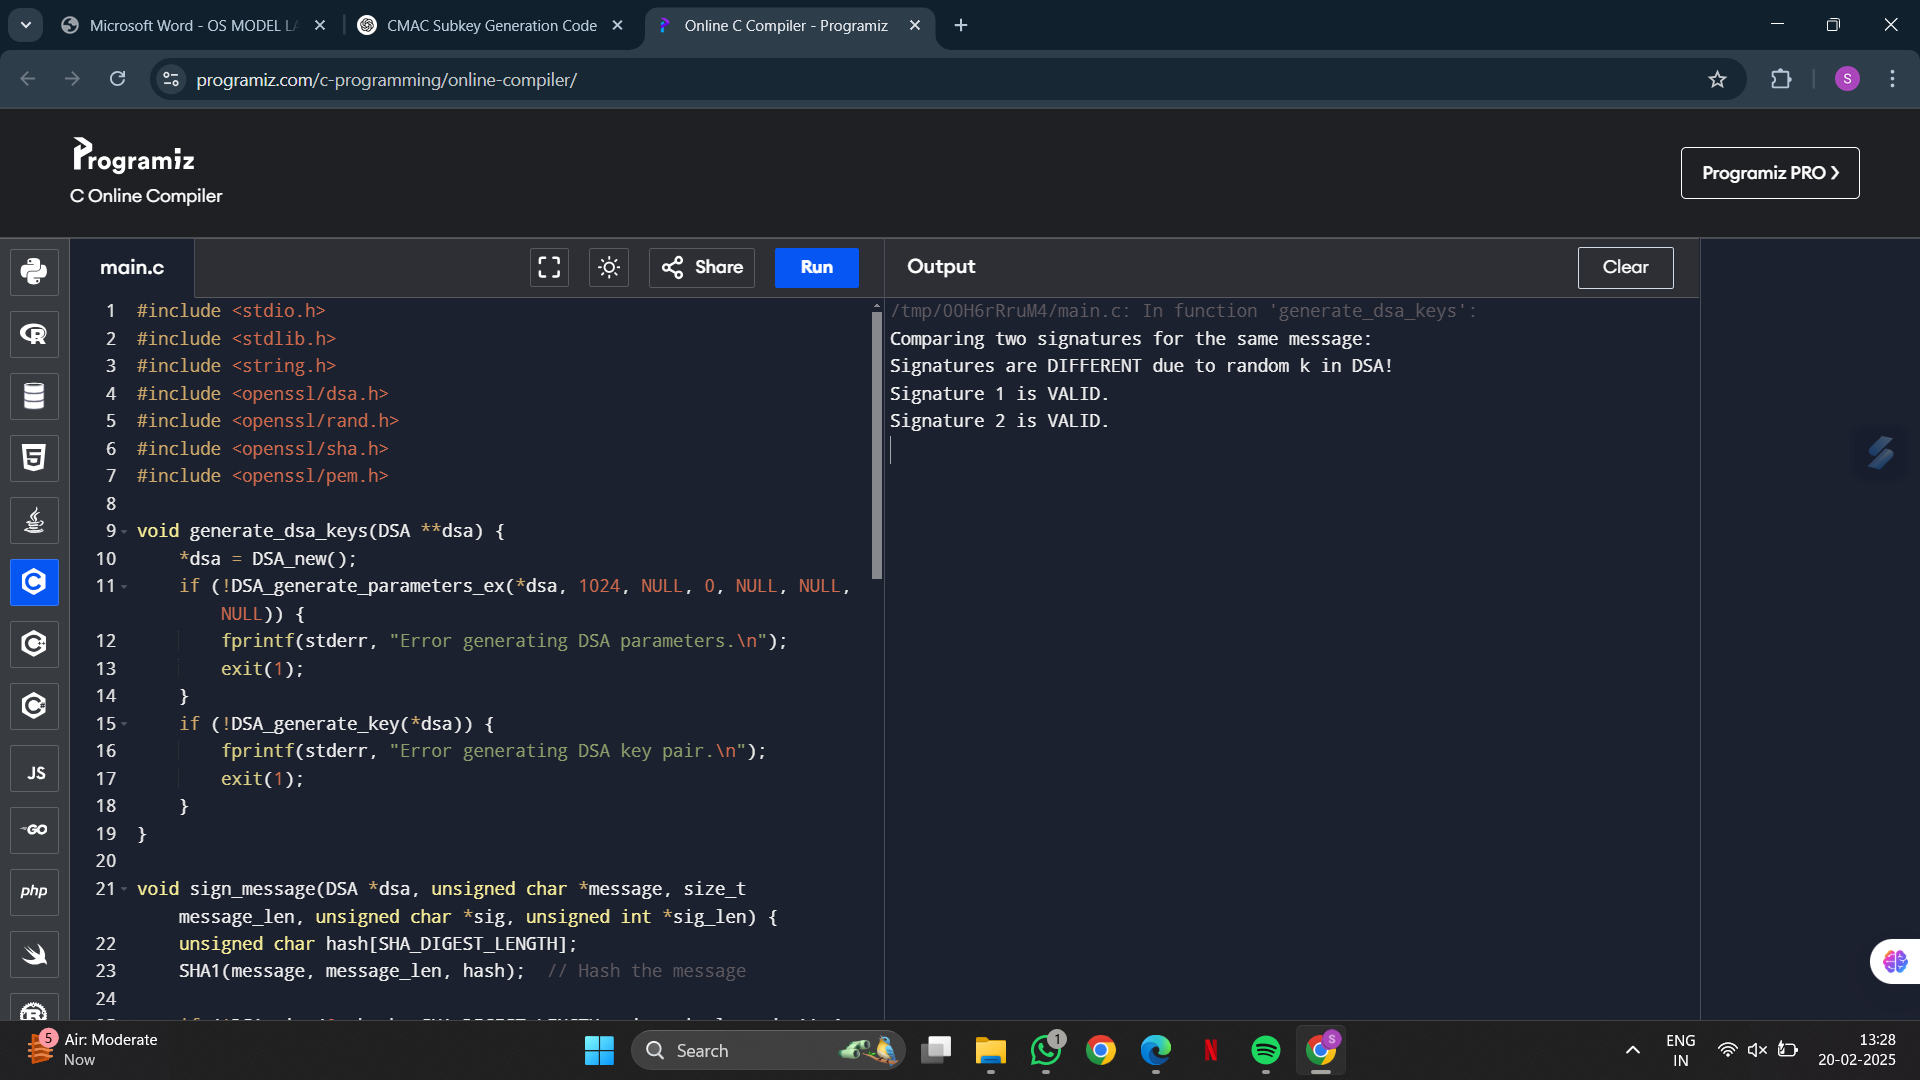 Microsoft Word - OS MODEL LA
CMAC Subkey Generation Code
Online C Compiler - Programiz
programiz.com/c-programming/online-compiler/
S
Programiz
C Online Compiler
Programiz PRO
main.c
Share
Run
Output
Clear
1 #include <stdio.h>
2 #include <stdlib.h>
3 #include <string.h>
4 #include <openssl/dsa.h>
5 #include <openssl/rand.h>
6 #include <openssl/sha.h>
7 #include <openssl/pem.h>
8
9 void generate_dsa_keys(DSA **dsa) {
10 *dsa = DSA_new();
11 if (!DSA_generate_parameters_ex(*dsa, 1024, NULL, 0, NULL, NULL,
NULL)) {
12 fprintf(stderr, "Error generating DSA parameters.\n");
13 exit(1);
14 }
15 if (!DSA_generate_key(*dsa)) {
16 fprintf(stderr, "Error generating DSA key pair.\n");
17 exit(1);
18 }
19 }
20
21 void sign_message(DSA *dsa, unsigned char *message, size_t
message_len, unsigned char *sig, unsigned int *sig_len) {
22 unsigned char hash[SHA_DIGEST_LENGTH];
23 SHA1(message, message_len, hash);  // Hash the message
24
/tmp/O0H6rRruM4/main.c: In function 'generate_dsa_keys':
Comparing two signatures for the same message:
Signatures are DIFFERENT due to random k in DSA!
Signature 1 is VALID.
Signature 2 is VALID.
JS
GO
php
5
Air: Moderate
Now
Search
1
S
ENG
IN
13:28
20-02-2025